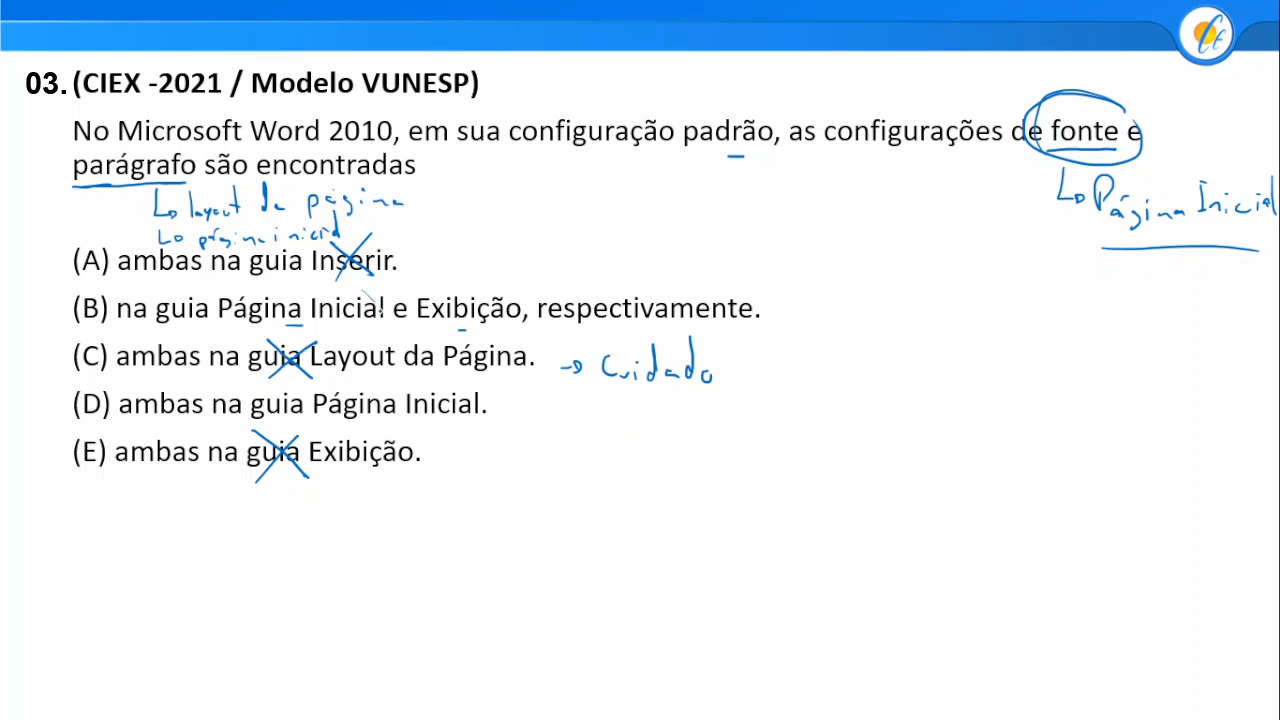 03. (CIEX -2021 / Modelo VUNESP)
No Microsoft Word 2010, em sua configuração padrão, as configurações de fonte e
parágrafo são encontradas
Página Inicial
layout da página
página inicial
(A) ambas na guia Inserir.
(B) na guia Página Inicial e Exibição, respectivamente.
(C) ambas na guia Layout da Página.
→ Cuidado
(D) ambas na guia Página Inicial.
(E) ambas na guia Exibição.